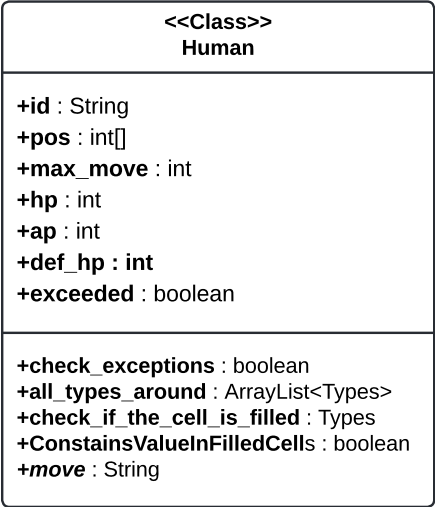 <<Class>>
Human
+id : String
+pos : int[]
+max_move : int
+hp : int
+ap : int
+def_hp : int
+exceeded : boolean
+check_exceptions : boolean
+all_types_around : ArrayList<Types>
+check_if_the_cell_is_filled : Types
+ConstainsValueInFilledCells : boolean
+move : String